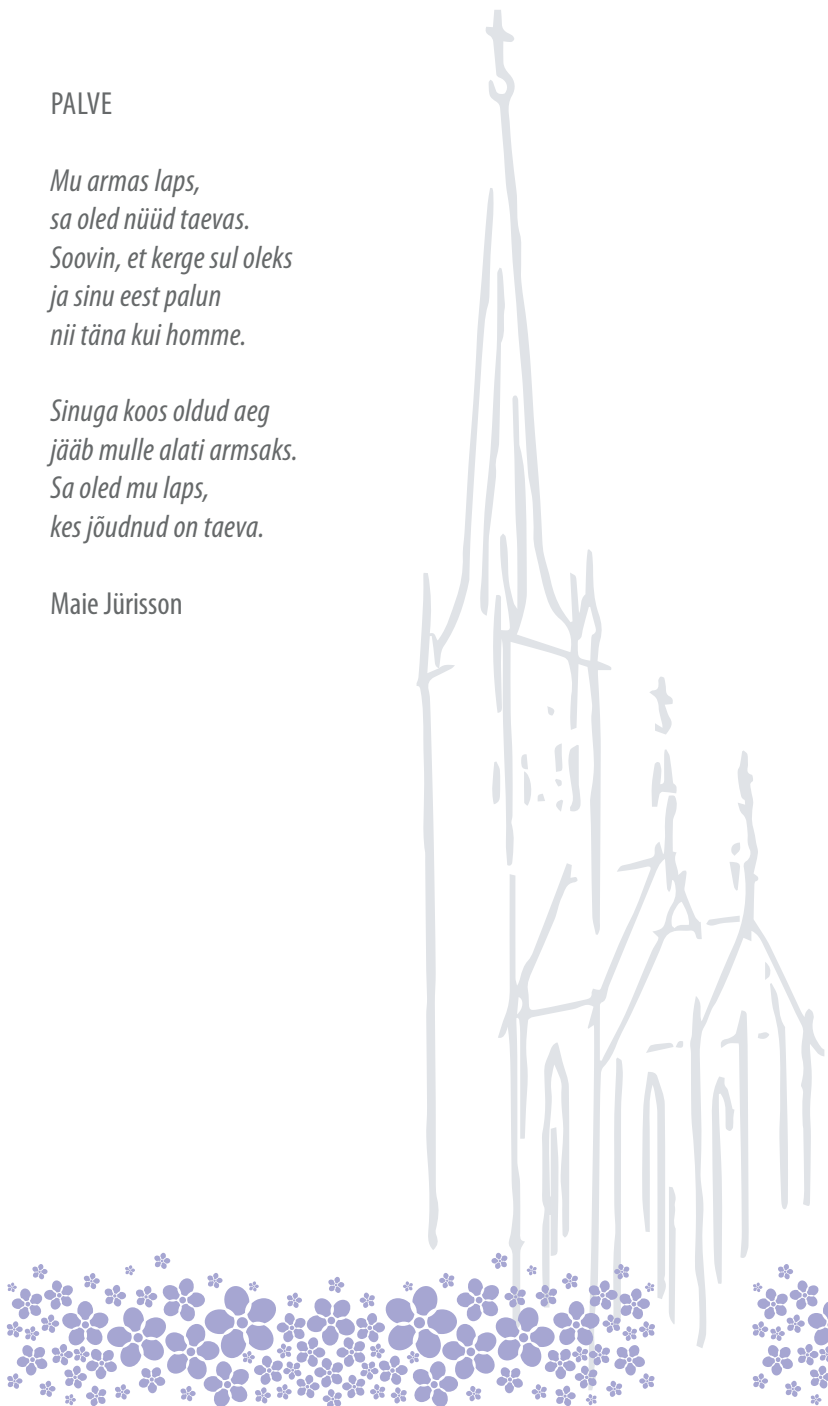 PALVE
Mu armas laps,
sa oled nüüd taevas.
Soovin, et kerge sul oleks
ja sinu eest palun
nii täna kui homme.
Sinuga koos oldud aeg
jääb mulle alati armsaks.
Sa oled mu laps,
kes jõudnud on taeva.
Maie Jürisson